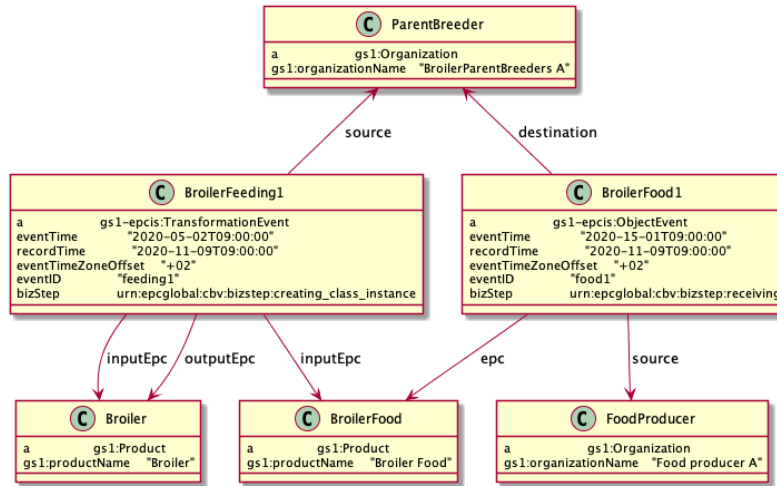 C ParentBreeder
a gs1:Organization
gs1:organizationName "BroilerParentBreeders A"
source
destination
C BroilerFeeding1
a gs1-epcis:TransformationEvent
eventTime "2020-05-02T09:00:00"
recordTime "2020-11-09T09:00:00"
eventTimeZoneOffset "+02"
eventID "feeding1"
bizStep urn:epcglobal:cbv:bizstep:creating_class_instance
C BroilerFood1
a gs1-epcis:ObjectEvent
eventTime "2020-15-01T09:00:00"
recordTime "2020-11-09T09:00:00"
eventTimeZoneOffset "+02"
eventID "food1"
bizStep urn:epcglobal:cbv:bizstep:receiving
inputEpc
outputEpc
inputEpc
epc
source
C Broiler
a gs1:Product
gs1:productName "Broiler"
C BroilerFood
a gs1:Product
gs1:productName "Broiler Food"
C FoodProducer
a gs1:Organization
gs1:organizationName "Food producer A"